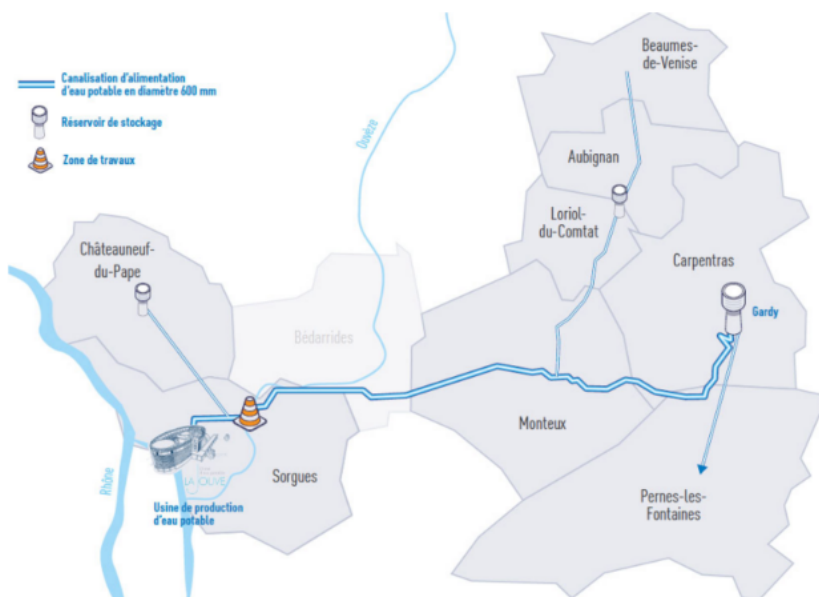 Canalisation d'alimentation
d'eau potable en diamètre 600 mm
Réservoir de stockage
Zone de travaux
Beaumes-
de-Venise
Ouvèze
Aubignan
Loriol-
du-Comtat
Châteauneuf-
du-Pape
Carpentras
Gardy
Bédarrides
Monteux
Sorgues
LA JOUVE
Rhône
Usine de production
d'eau potable
Pernes-les-
Fontaines